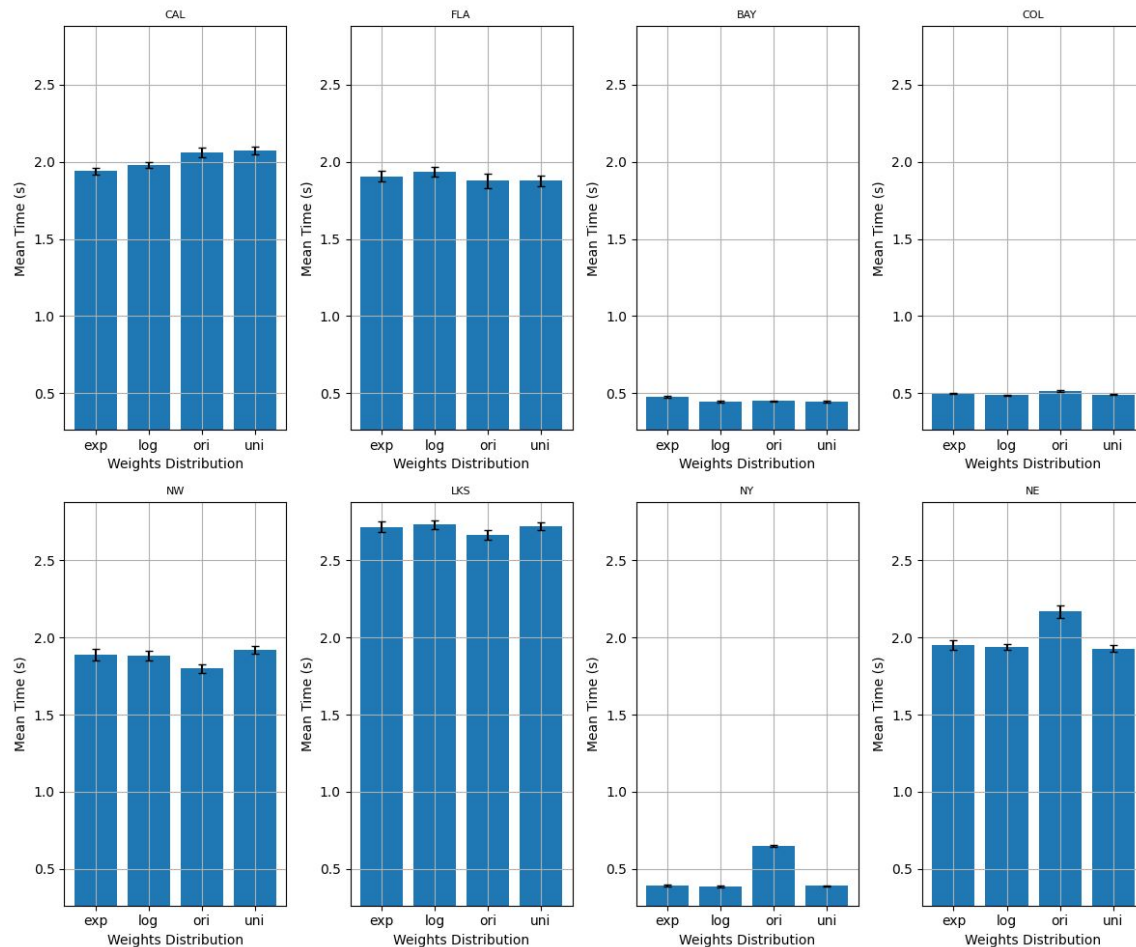 CAL
FLA
BAY
COL
2.5
2.0
1.5
1.0
0.5
Mean Time (s)
exp log ori uni
Weights Distribution
2.5
2.0
1.5
1.0
0.5
Mean Time (s)
exp log ori uni
Weights Distribution
2.5
2.0
1.5
1.0
0.5
Mean Time (s)
exp log ori uni
Weights Distribution
2.5
2.0
1.5
1.0
0.5
Mean Time (s)
exp log ori uni
Weights Distribution
NW
LKS
NY
NE
2.5
2.0
1.5
1.0
0.5
Mean Time (s)
exp log ori uni
Weights Distribution
2.5
2.0
1.5
1.0
0.5
Mean Time (s)
exp log ori uni
Weights Distribution
2.5
2.0
1.5
1.0
0.5
Mean Time (s)
exp log ori uni
Weights Distribution
2.5
2.0
1.5
1.0
0.5
Mean Time (s)
exp log ori uni
Weights Distribution